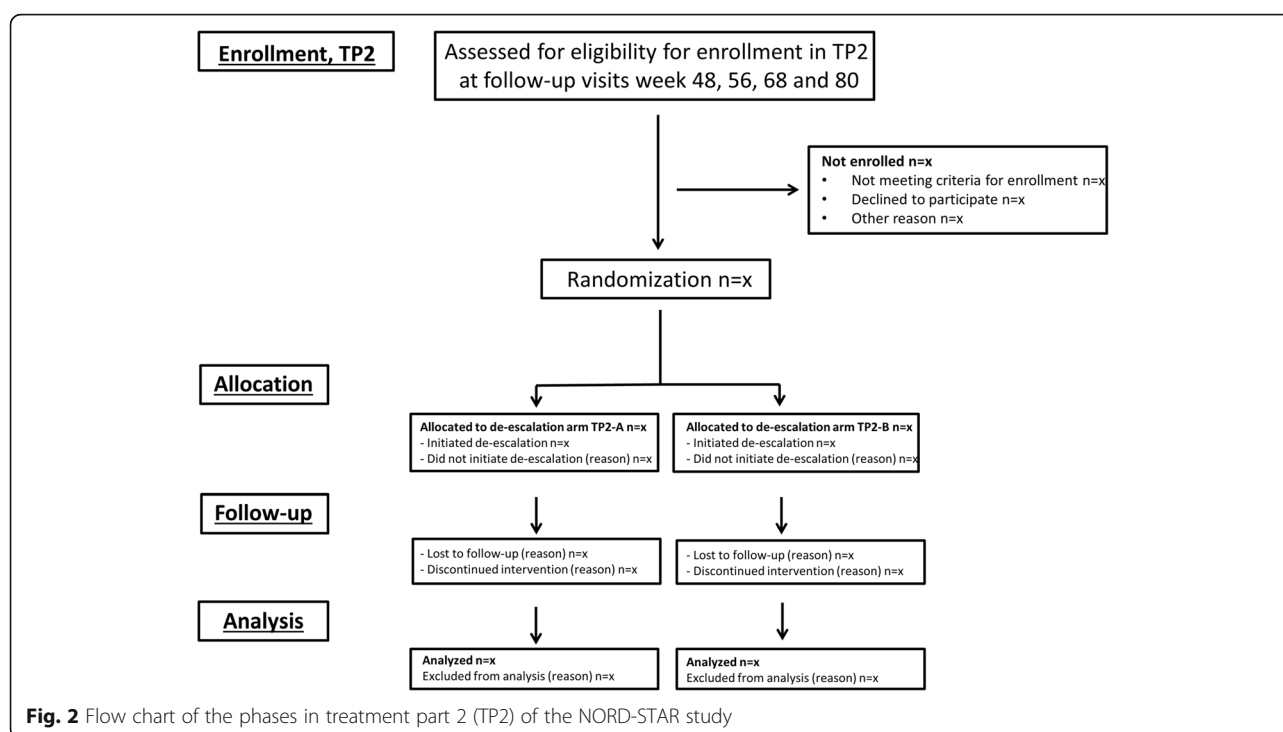 Enrollment, TP2
Assessed for eligibility for enrollment in TP2
at follow-up visits week 48, 56, 68 and 80
Not enrolled n=x
• Not meeting criteria for enrollment n=x
• Declined to participate n=x
• Other reason n=x
Randomization n=x
Allocation
Allocated to de-escalation arm TP2-A n=x
- Initiated de-escalation n=x
- Did not initiate de-escalation (reason) n=x
Allocated to de-escalation arm TP2-B n=x
- Initiated de-escalation n=x
- Did not initiate de-escalation (reason) n=x
Follow-up
- Lost to follow-up (reason) n=x
- Discontinued intervention (reason) n=x
- Lost to follow-up (reason) n=x
- Discontinued intervention (reason) n=x
Analysis
Analyzed n=x
Excluded from analysis (reason) n=x
Analyzed n=x
Excluded from analysis (reason) n=x
Fig. 2 Flow chart of the phases in treatment part 2 (TP2) of the NORD-STAR study